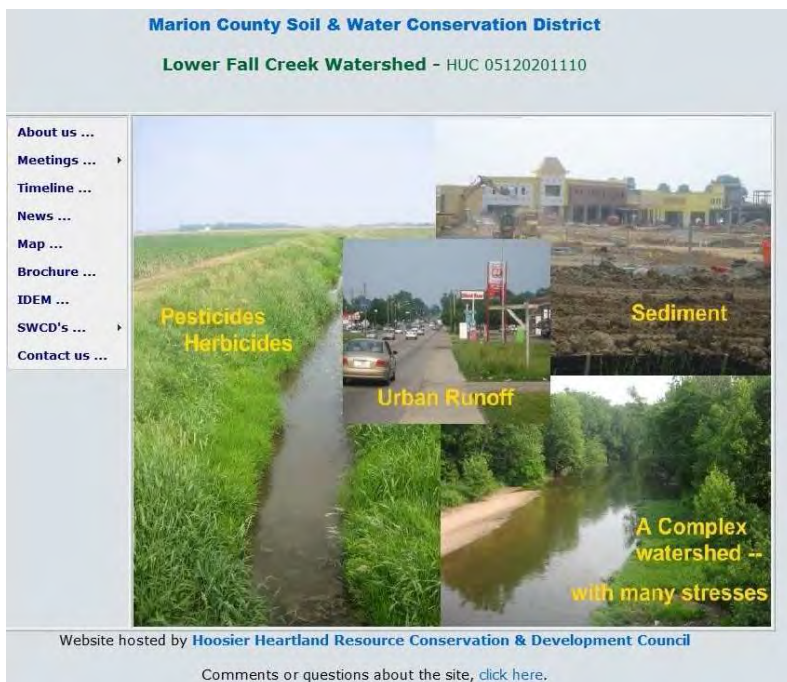 Marion County Soil & Water Conservation District
Lower Fall Creek Watershed - HUC 05120201110
About us ...
Meetings ...
Timeline ...
News ...
Map ...
Brochure ...
IDEM ...
SWCD's ...
Contact us ...
Pesticides
Herbicides
Urban Runoff
Sediment
A Complex
watershed --
with many stresses
Website hosted by Hoosier Heartland Resource Conservation & Development Council
Comments or questions about the site, click here.